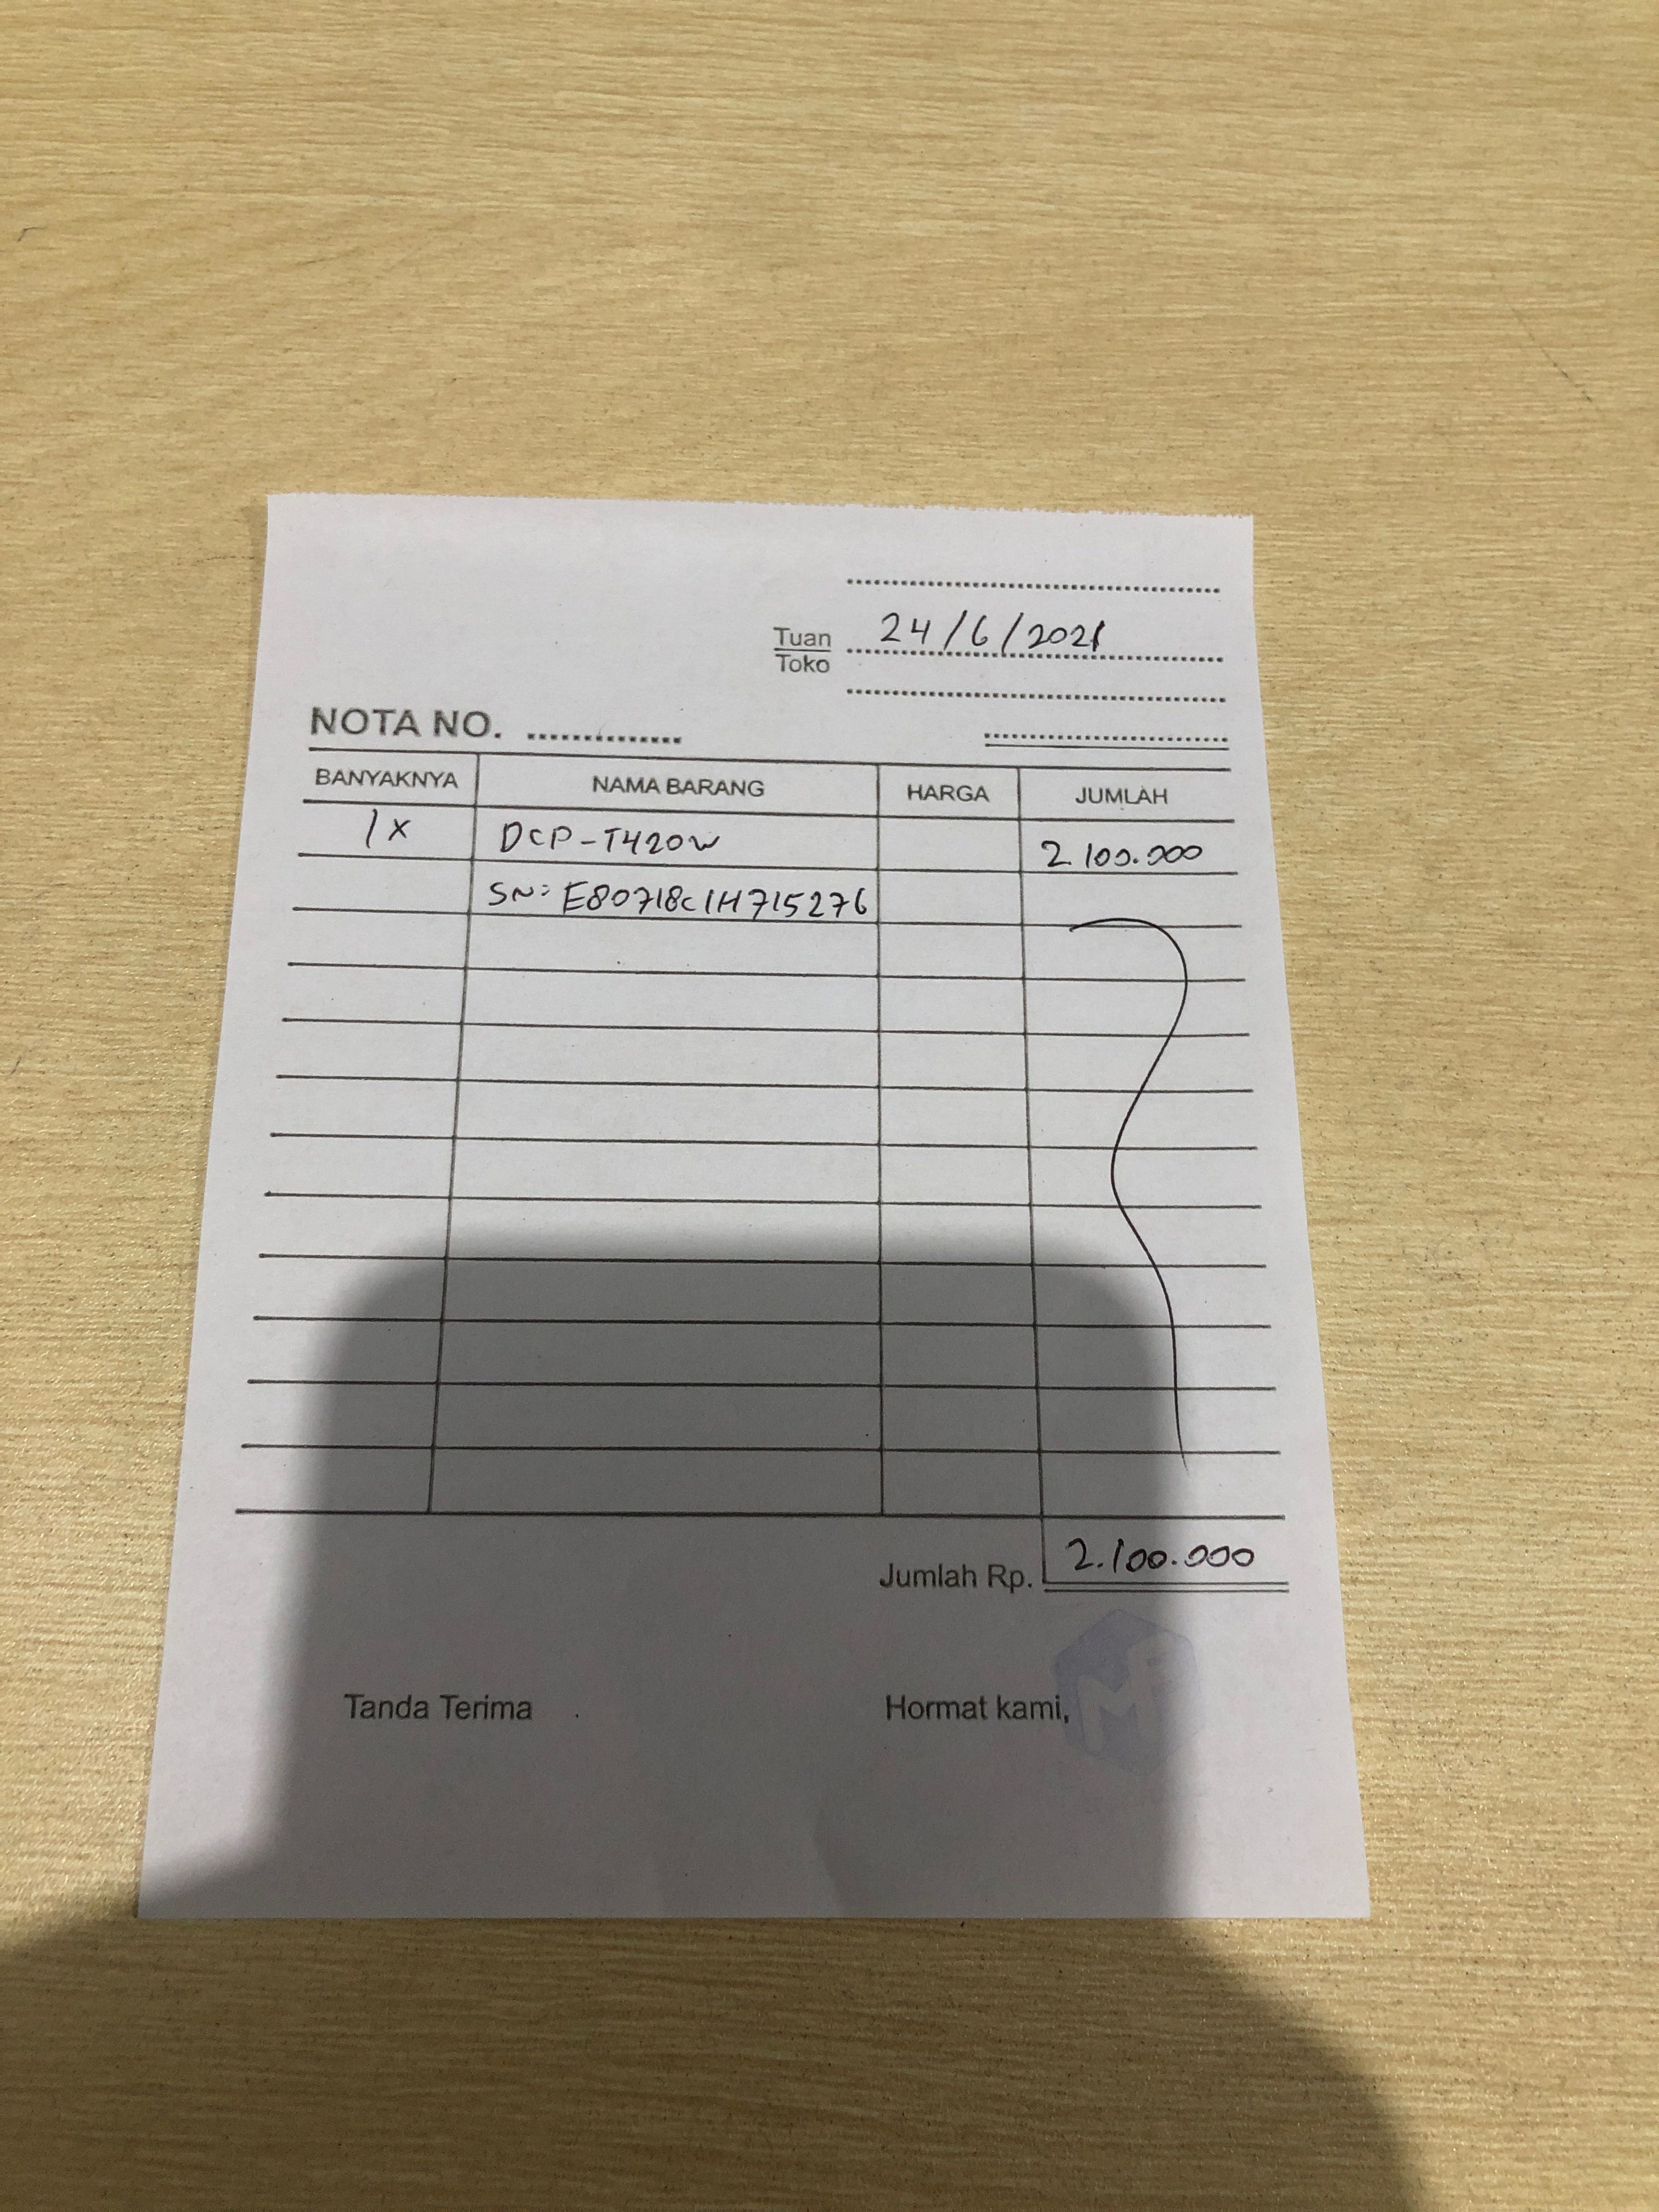 Tuan 24/6/2021
Toko
NOTA NO.
BANYAKNYA NAMA BARANG HARGA JUMLAH
1x DCP-T420W 2.100.000
SN: E80718C1H715276
Jumlah Rp. 2.100.000
Tanda Terima Hormat kami,